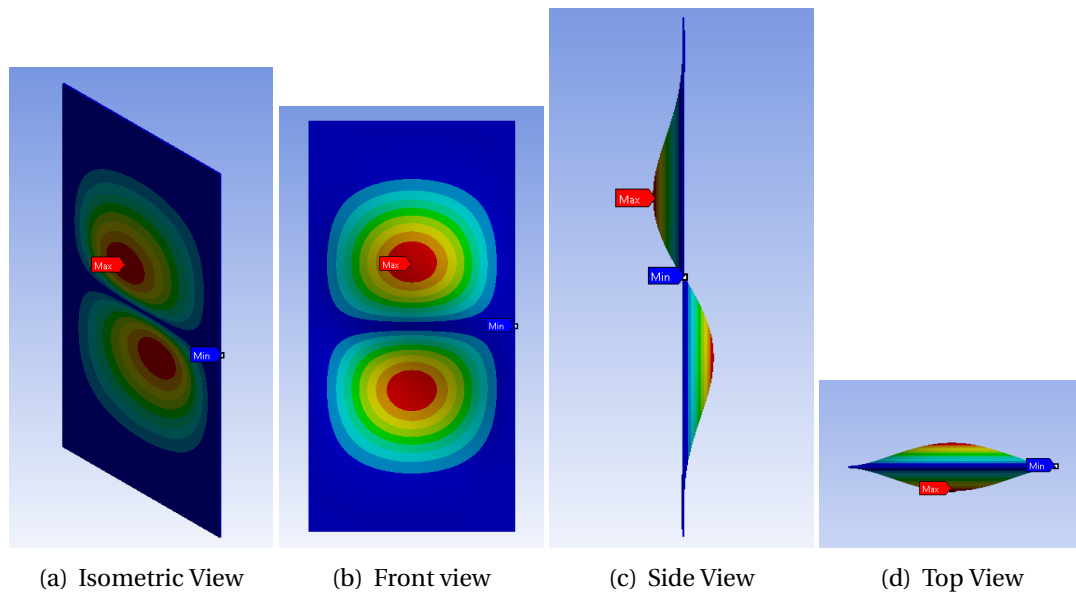 Max
Min
Max
Min
Max
Min
Min
Max
(a) Isometric View
(b) Front view
(c) Side View
(d) Top View